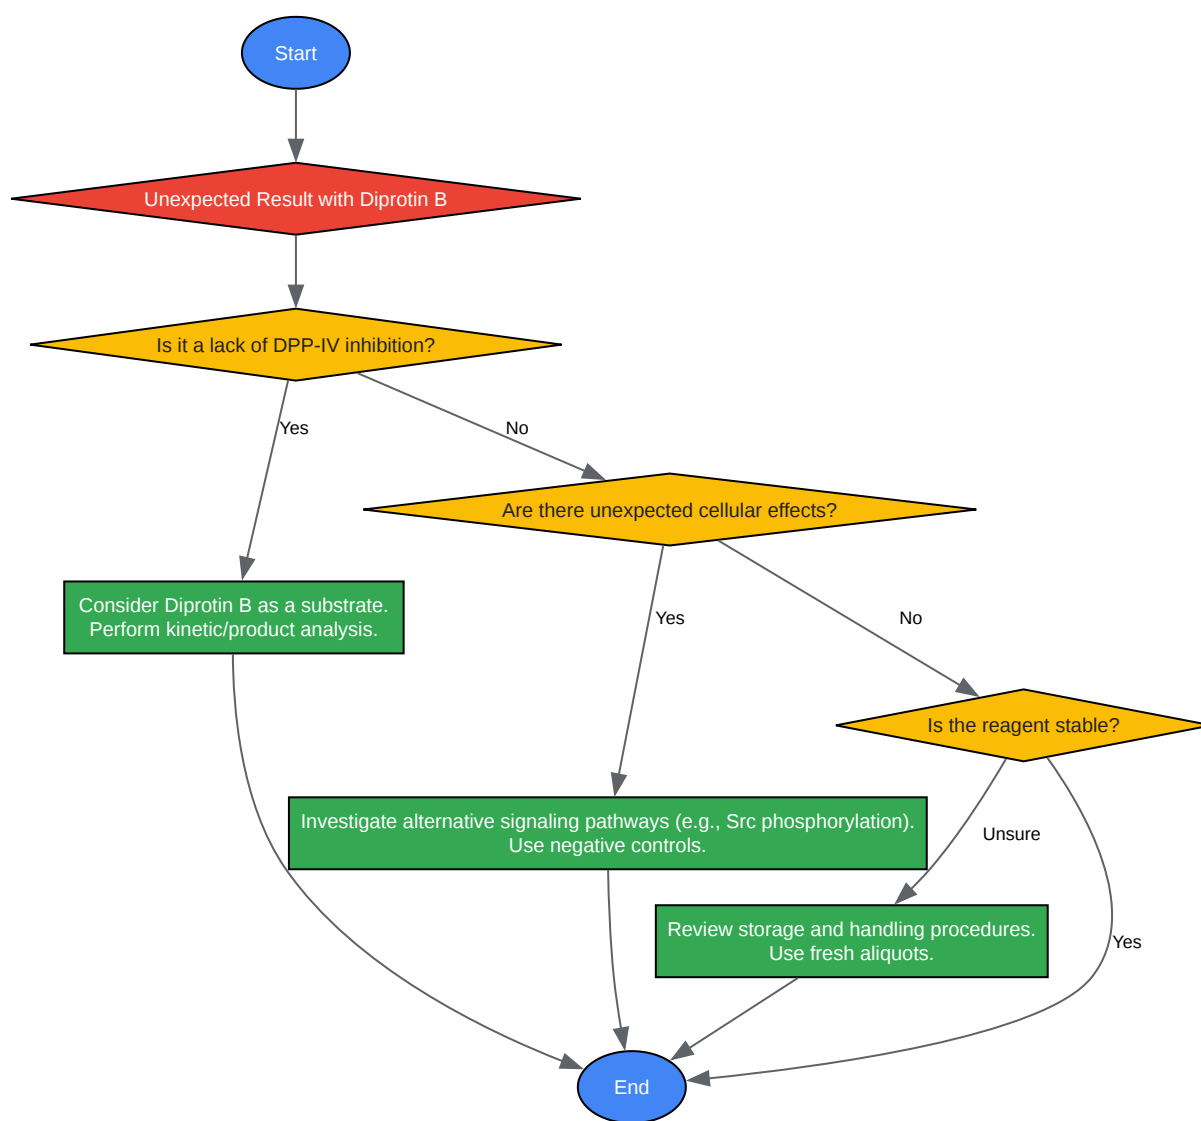 Start
Unexpected Result with Diprotin B
Is it a lack of DPP-IV inhibition?
Yes
No
Are there unexpected cellular effects?
Consider Diprotin B as a substrate.
Perform kinetic/product analysis.
Yes
No
Is the reagent stable?
Investigate alternative signaling pathways (e.g., Src phosphorylation).
Use negative controls.
Unsure
Review storage and handling procedures.
Use fresh aliquots.
Yes
End